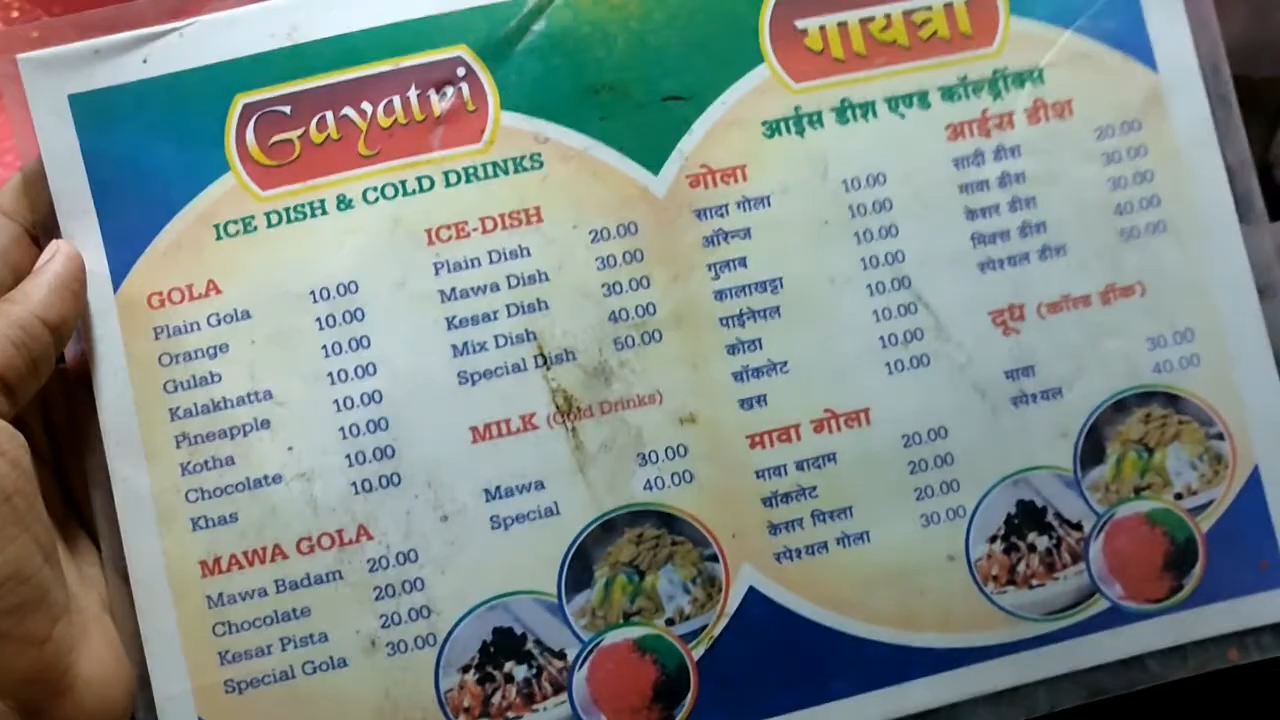 Gayatri
ICE DISH & COLD DRINKS
GOLA
Plain Gola 10.00
Orange 10.00
Gulab 10.00
Kalakhatta 10.00
Pineapple 10.00
Kotha 10.00
Chocolate 10.00
Khas 10.00
MAWA GOLA
Mawa Badam 20.00
Chocolate 20.00
Kesar Pista 20.00
Special Gola 30.00
ICE-DISH
Plain Dish 20.00
Mawa Dish 30.00
Kesar Dish 30.00
Mix Dish 40.00
Special Dish 50.00
MILK (Cold Drinks)
Mawa 30.00
Special 40.00
गायत्री
आईस डीश एण्ड कॉल्ड्रींक्स
गोला
सादा गोला 10.00
ऑरेन्ज 10.00
गुलाब 10.00
कालाखट्टा 10.00
पाईनेपल 10.00
कोठा 10.00
चॉकलेट 10.00
खस 10.00
मावा गोला
मावा बादाम 20.00
चॉकलेट 20.00
केसर पिस्ता 20.00
स्पेश्यल गोला 30.00
आईस डीश
सादी डीश 20.00
मावा डीश 30.00
केशर डीश 30.00
मिक्स डीश 40.00
स्पेश्यल डीश 50.00
दूध (कॉल्ड ड्रींक)
मावा 30.00
स्पेश्यल 40.00